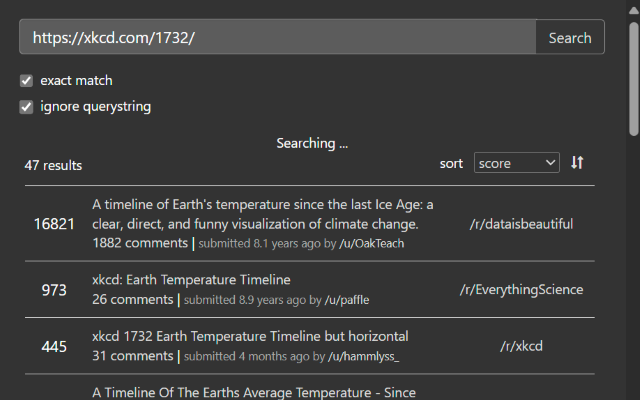 https://xkcd.com/1732/ Search
exact match
ignore querystring
Searching ...
47 results sort score
A timeline of Earth's temperature since the last Ice Age: a
16821 clear, direct, and funny visualization of climate change. /r/dataisbeautiful
1882 comments | submitted 8.1 years ago by /u/OakTeach
xkcd: Earth Temperature Timeline
973 /r/EverythingScience
26 comments | submitted 8.9 years ago by /u/paffle
xkcd 1732 Earth Temperature Timeline but horizontal
445 /r/xkcd
31 comments | submitted 4 months ago by /u/hammlyss_
A Timeline Of The Earths Average Temperature - Since